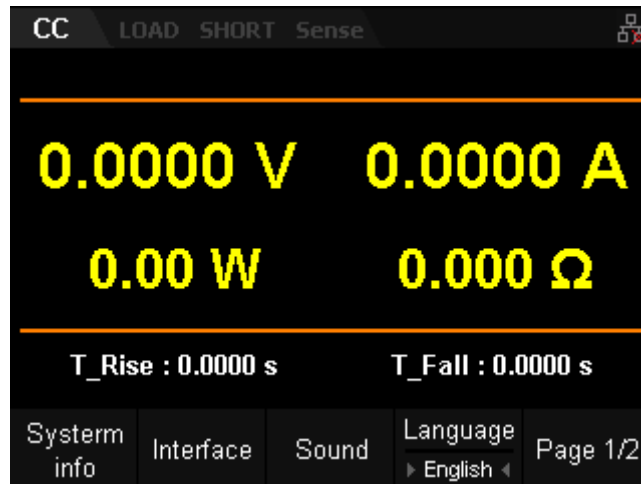 CC LOAD SHORT Sense
0.0000 V 0.0000 A
0.00 W 0.000 Ω
T_Rise : 0.0000 s T_Fall : 0.0000 s
Systerm info Interface Sound Language English Page 1/2